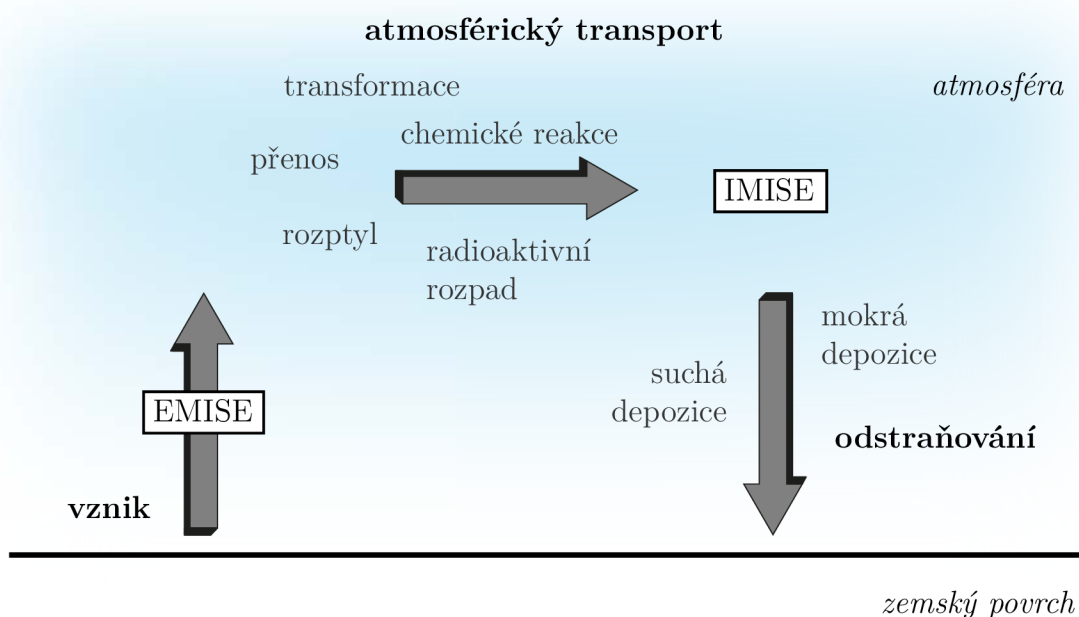 atmosférický transport
transformace
atmosféra
chemické reakce
přenos
IMISE
rozptyl
radioaktivní
rozpad
mokrá
depozice
suchá
depozice
EMISE
odstraňování
vznik
zemský povrch